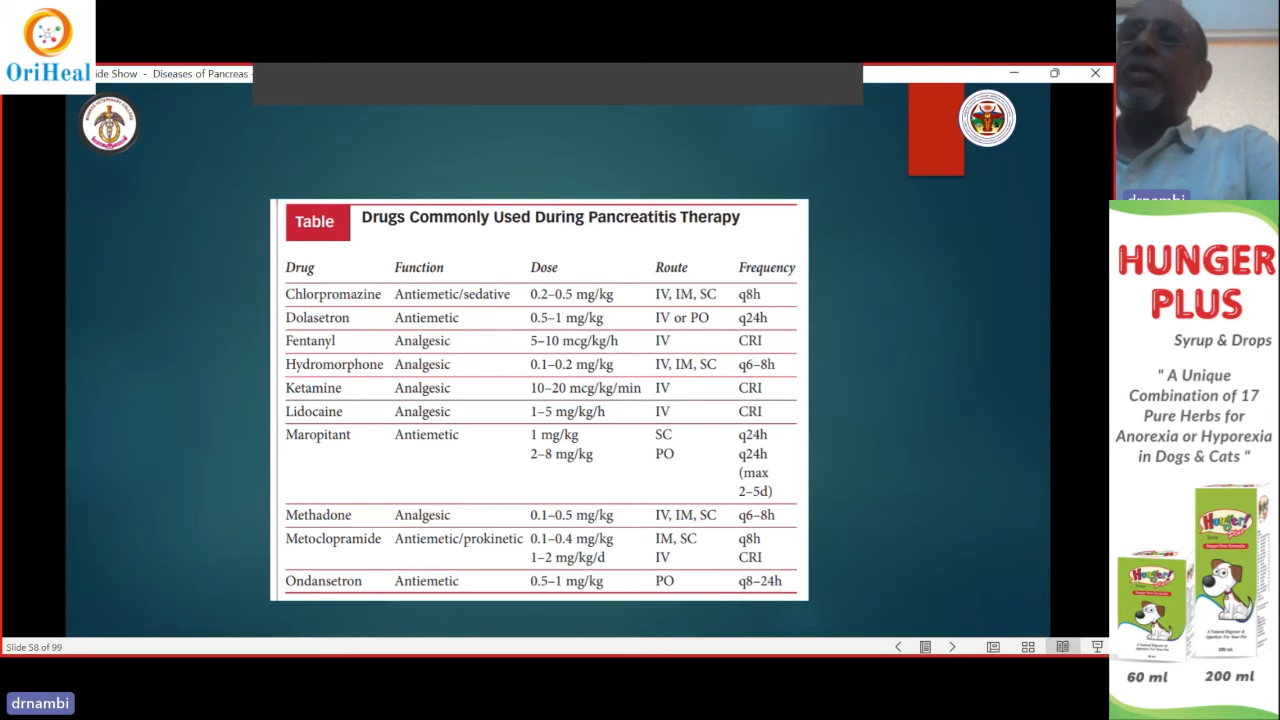 OriHeal
ide Show - Diseases of Pancreas -
Table Drugs Commonly Used During Pancreatitis Therapy
Drug Function Dose Route Frequency
Chlorpromazine Antiemetic/sedative 0.2–0.5 mg/kg IV, IM, SC q8h
Dolasetron Antiemetic 0.5–1 mg/kg IV or PO q24h
Fentanyl Analgesic 5–10 mcg/kg/h IV CRI
Hydromorphone Analgesic 0.1–0.2 mg/kg IV, IM, SC q6–8h
Ketamine Analgesic 10–20 mcg/kg/min IV CRI
Lidocaine Analgesic 1–5 mg/kg/h IV CRI
Maropitant Antiemetic 1 mg/kg SC q24h
2–8 mg/kg PO q24h
(max
2–5d)
Methadone Analgesic 0.1–0.5 mg/kg IV, IM, SC q6–8h
Metoclopramide Antiemetic/prokinetic 0.1–0.4 mg/kg IM, SC q8h
1–2 mg/kg/d IV CRI
Ondansetron Antiemetic 0.5–1 mg/kg PO q8–24h
Slide 58 of 99
drnambi
drnambi
HUNGER
PLUS
Syrup & Drops
" A Unique
Combination of 17
Pure Herbs for
Anorexia or Hyporexia
in Dogs & Cats "
Hunger!
Hunger!
60 ml
200 ml